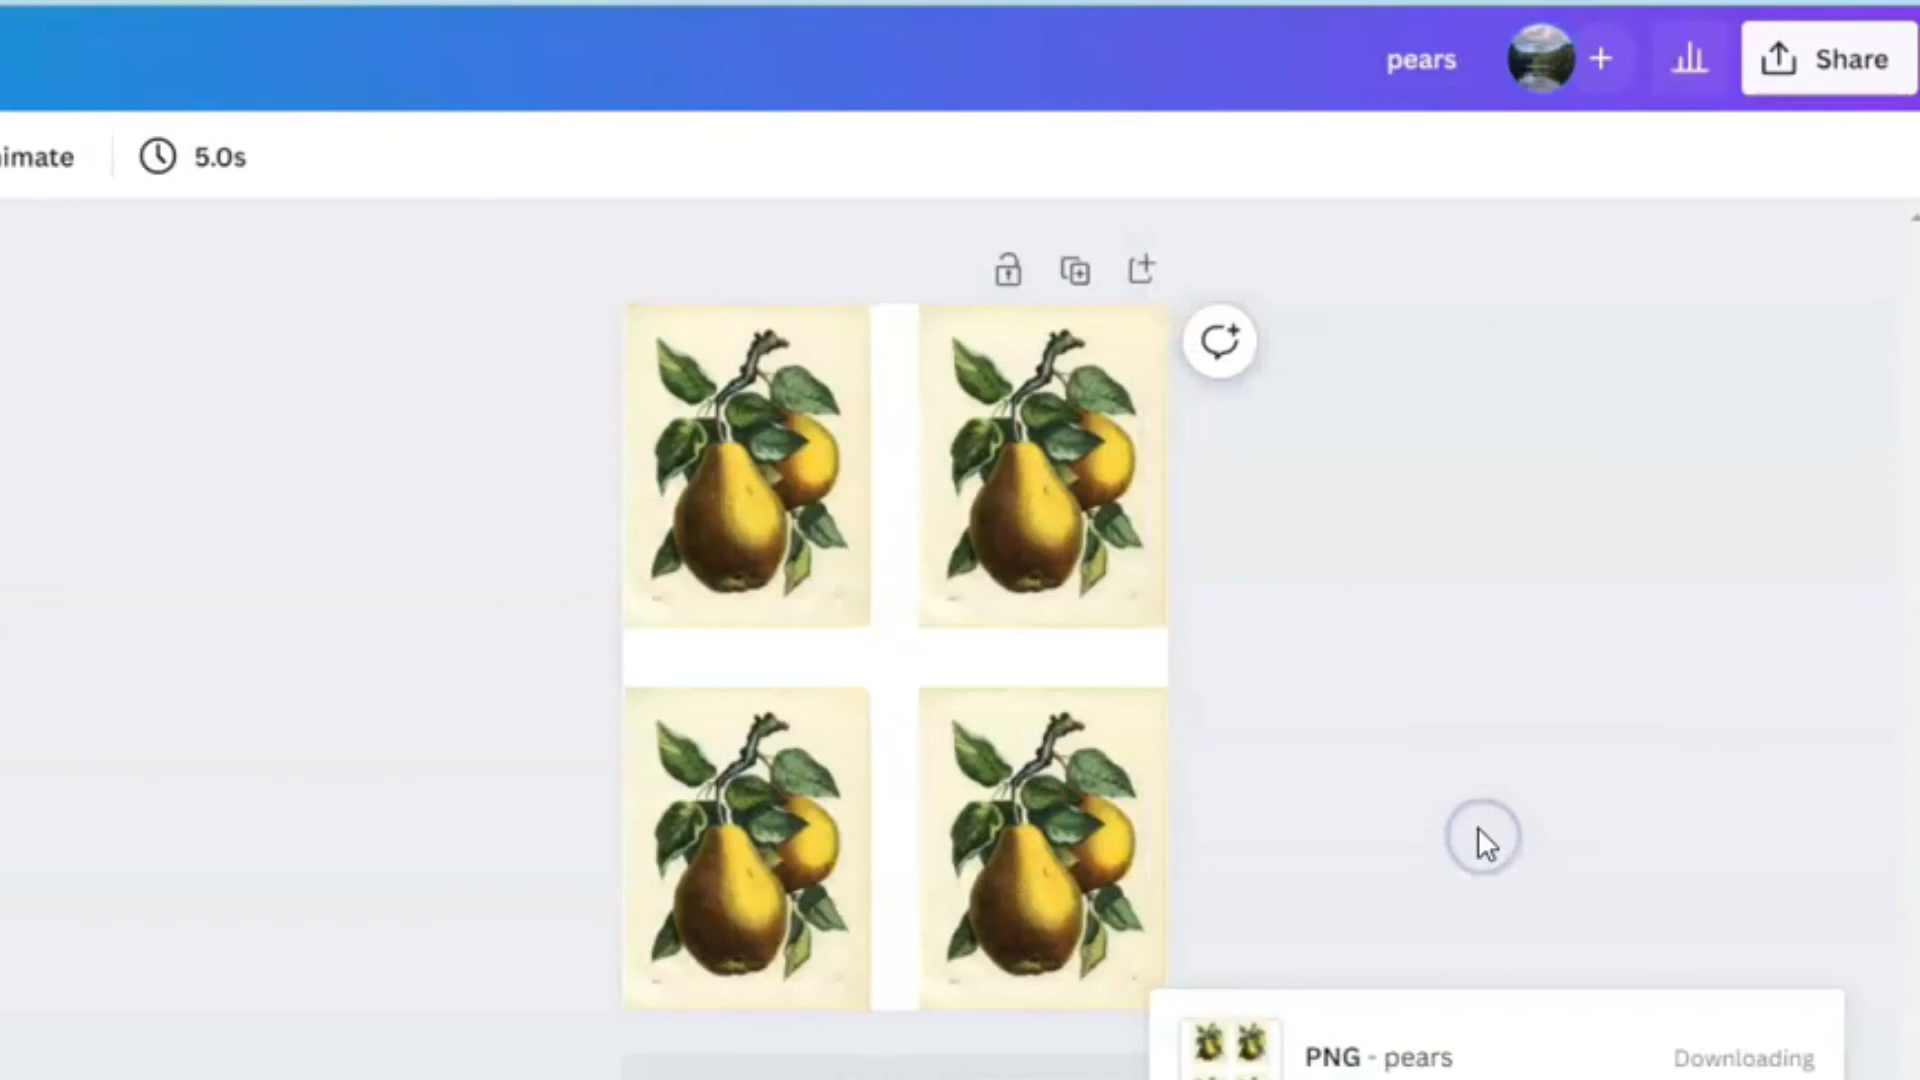 pears
Share
imate
5.0s
PNG - pears
Downloading